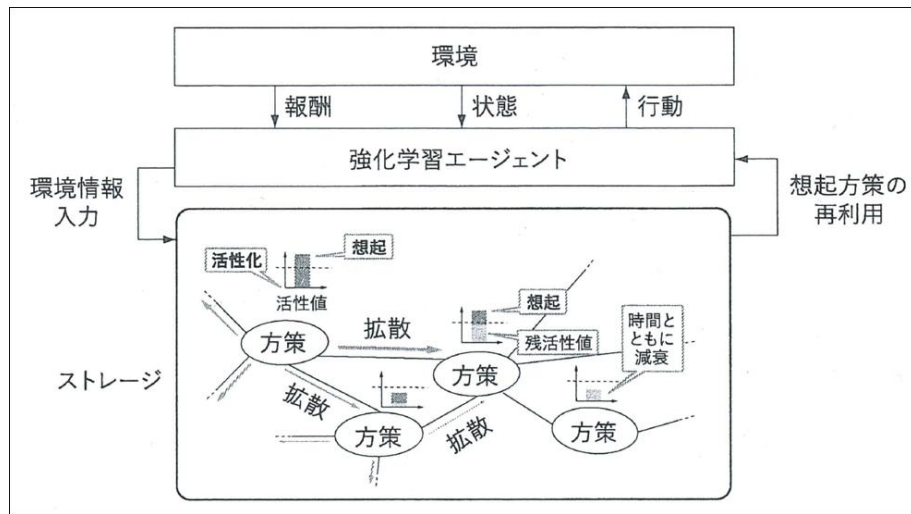 環境
報酬
状態
行動
強化学習エージェント
環境情報
入力
想起方策の
再利用
活性化
想起
活性値
方策
拡散
想起
残活性値
時間と
ともに
減衰
方策
ストレージ
拡散
方策
拡散
方策